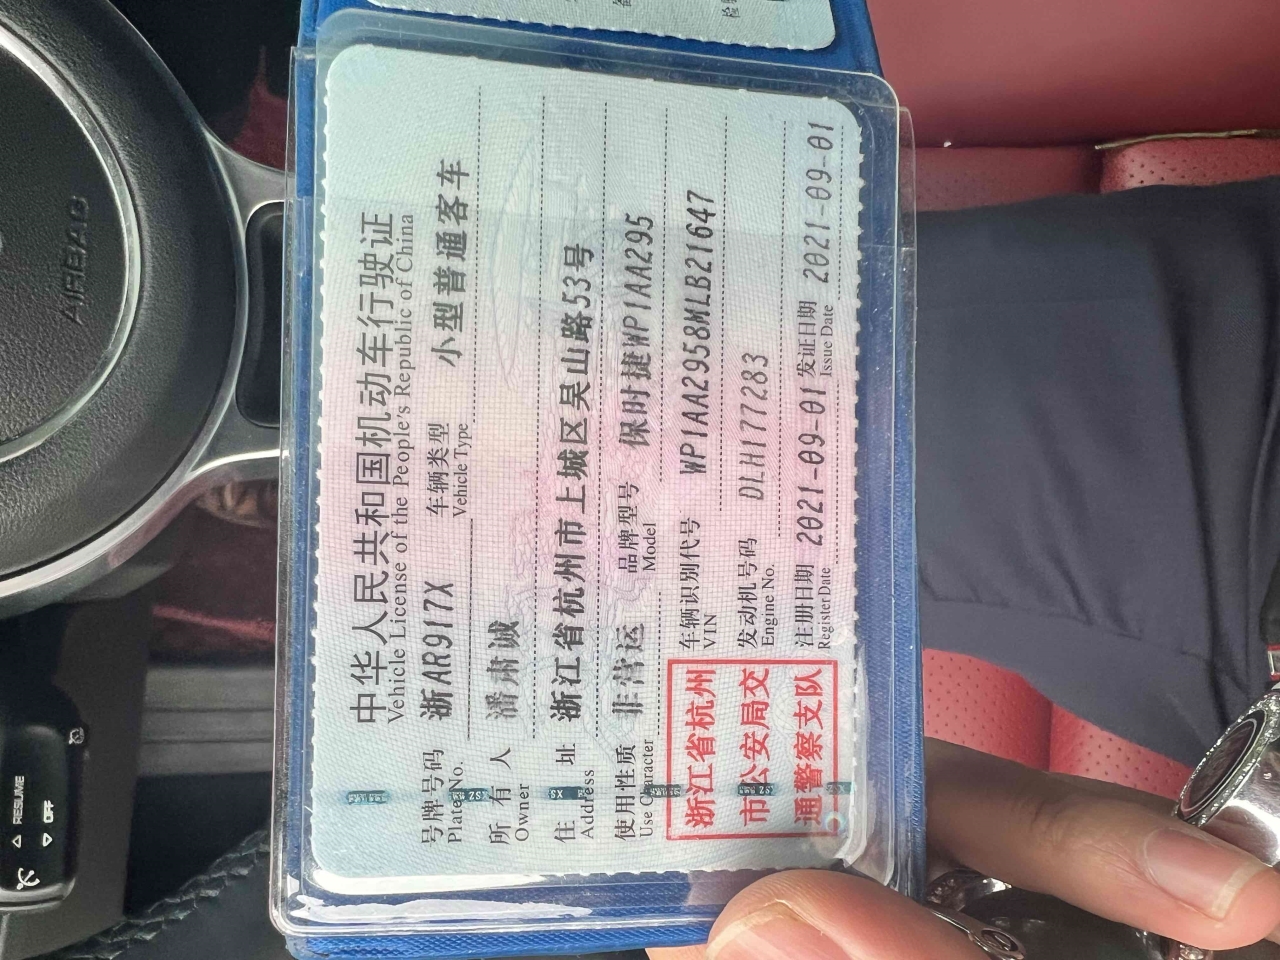 中华人民共和国机动车行驶证
Vehicle License of the People's Republic of China
号牌号码 浙AR917X 车辆类型 小型普通客车
Plate No. Vehicle Type
所有人 潘肃诚
Owner
住址 浙江省杭州市上城区吴山路53号
Address
使用性质 非营运 品牌型号 保时捷WP1AA295
Use Character Model
浙江省杭州
市公安局交
通警察支队
车辆识别代号 WP1AA2958MLB21647
VIN
发动机号码 DLH177283
Engine No.
注册日期 2021-09-01 发证日期 2021-09-01
Register Date Issue Date
AIRBAG
RESUME
OFF